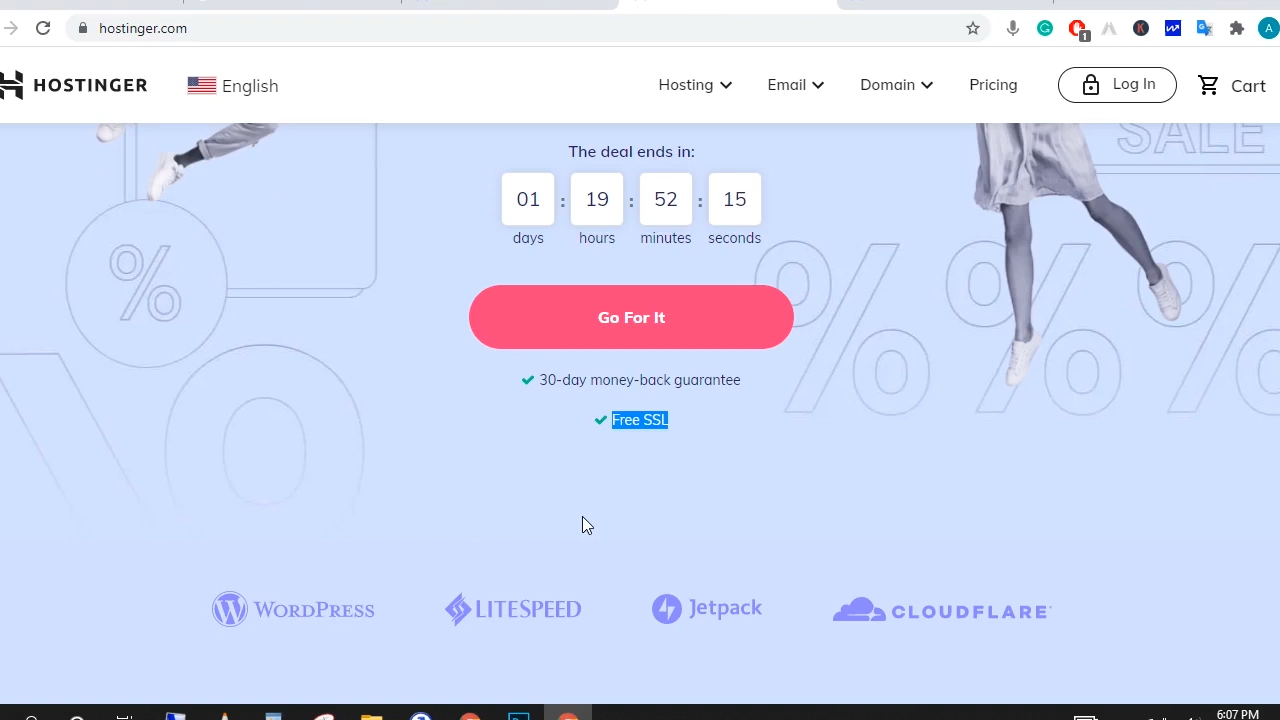 hostinger.com
1
K
A
HOSTINGER
English
Hosting
Email
Domain
Pricing
Log In
Cart
SALE
The deal ends in:
01 : 19 : 52 : 15
days hours minutes seconds
%
% % %
Go For It
30-day money-back guarantee
Free SSL
WORDPRESS
LITESPEED
Jetpack
CLOUDFLARE
6:07 PM